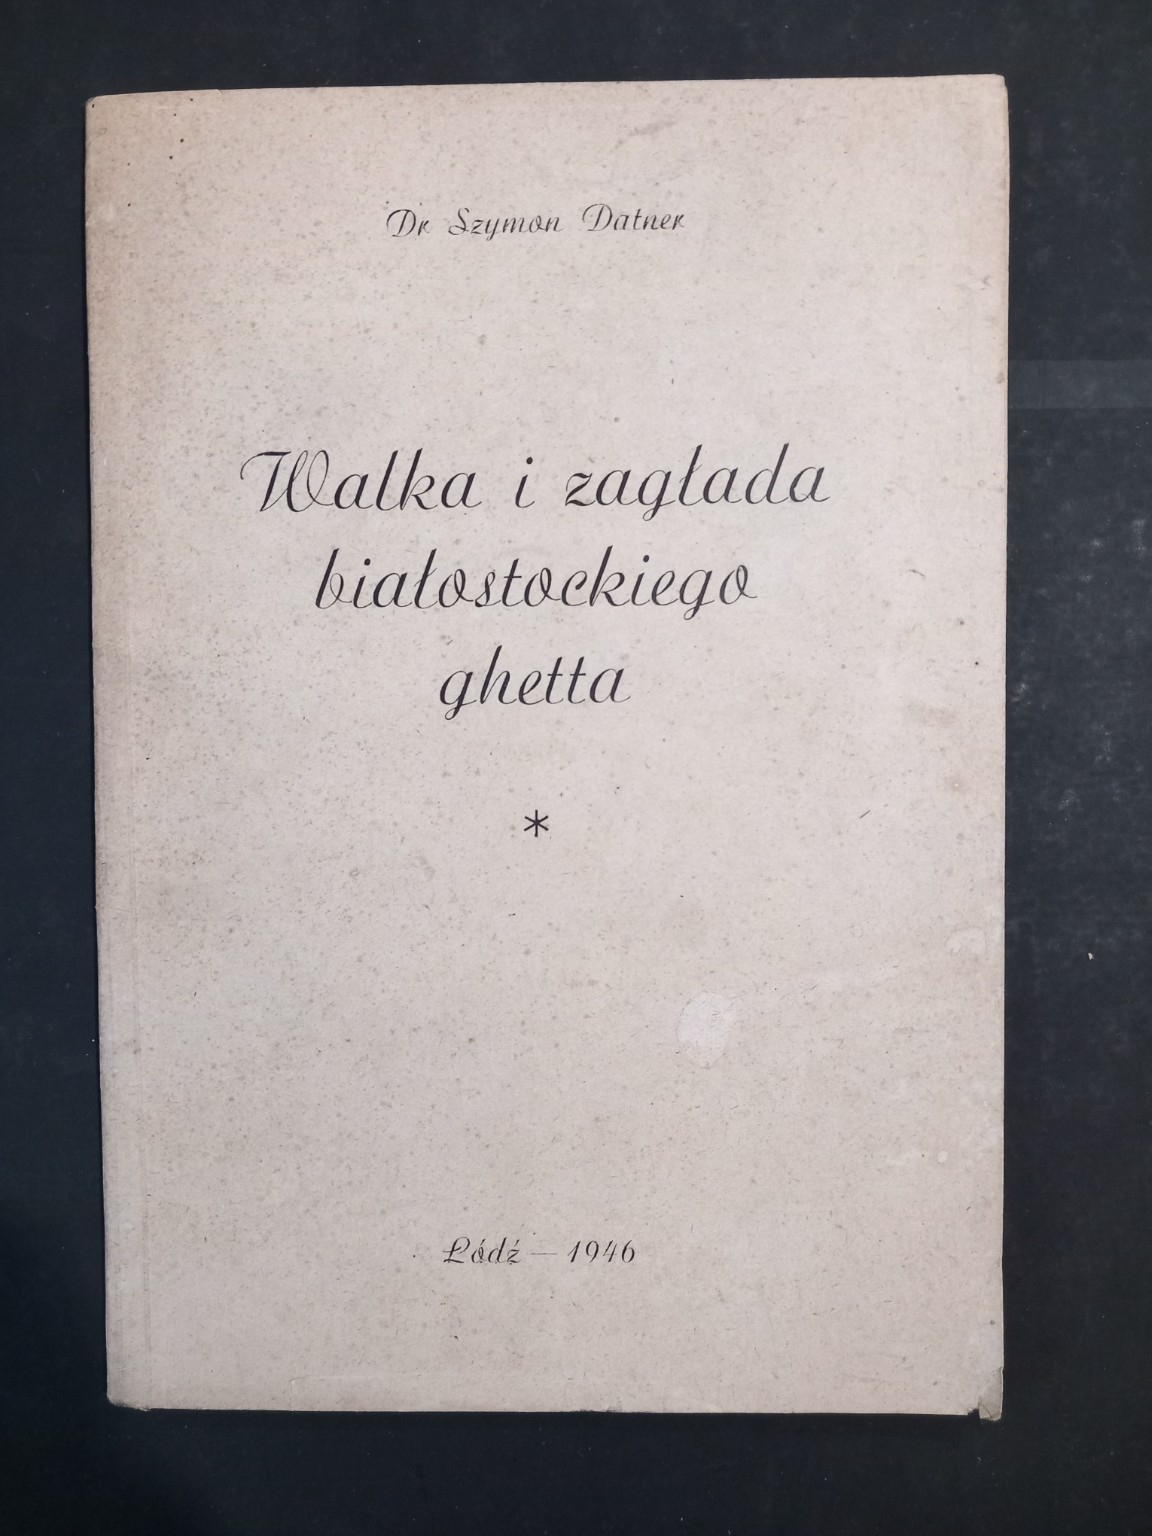 Dr Szymon Datner
Walka i zagłada
białostockiego
ghetta
*
Łódź — 1946